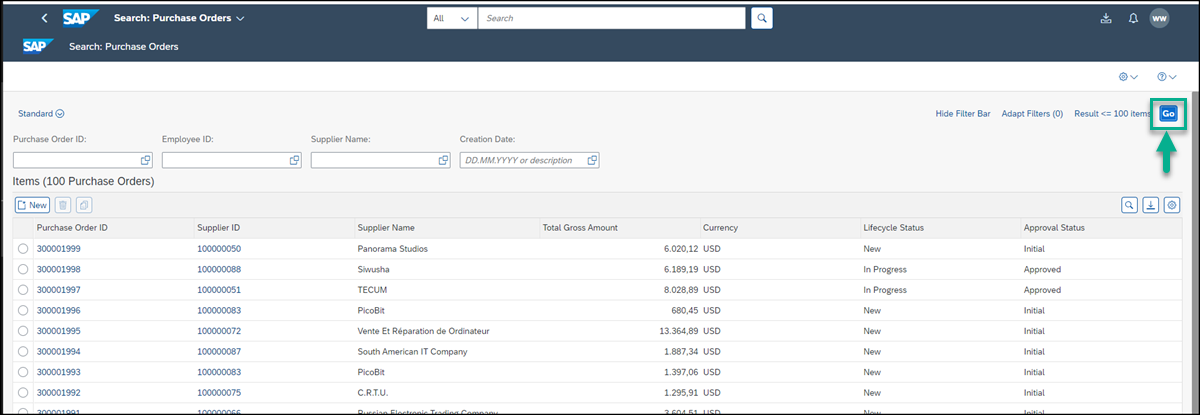 SAP Search: Purchase Orders All Search WW
SAP Search: Purchase Orders
Standard Hide Filter Bar Adapt Filters (0) Result <= 100 items Go
Purchase Order ID: Employee ID: Supplier Name: Creation Date:
DD.MM.YYYY or description
Items (100 Purchase Orders)
New
Purchase Order ID Supplier ID Supplier Name Total Gross Amount Currency Lifecycle Status Approval Status
300001999 100000050 Panorama Studios 6.020,12 USD New Initial
300001998 100000088 Siwusha 6.189,19 USD In Progress Approved
300001997 100000051 TECUM 8.028,89 USD In Progress Approved
300001996 100000083 PicoBit 680,45 USD New Initial
300001995 100000072 Vente Et Réparation de Ordinateur 13.364,89 USD New Initial
300001994 100000087 South American IT Company 1.887,34 USD New Initial
300001993 100000083 PicoBit 1.397,06 USD New Initial
300001992 100000075 C.R.T.U. 1.295,91 USD New Initial
300001991 100000066 Russian Electronic Trading Company 3.604,51 USD New Initial